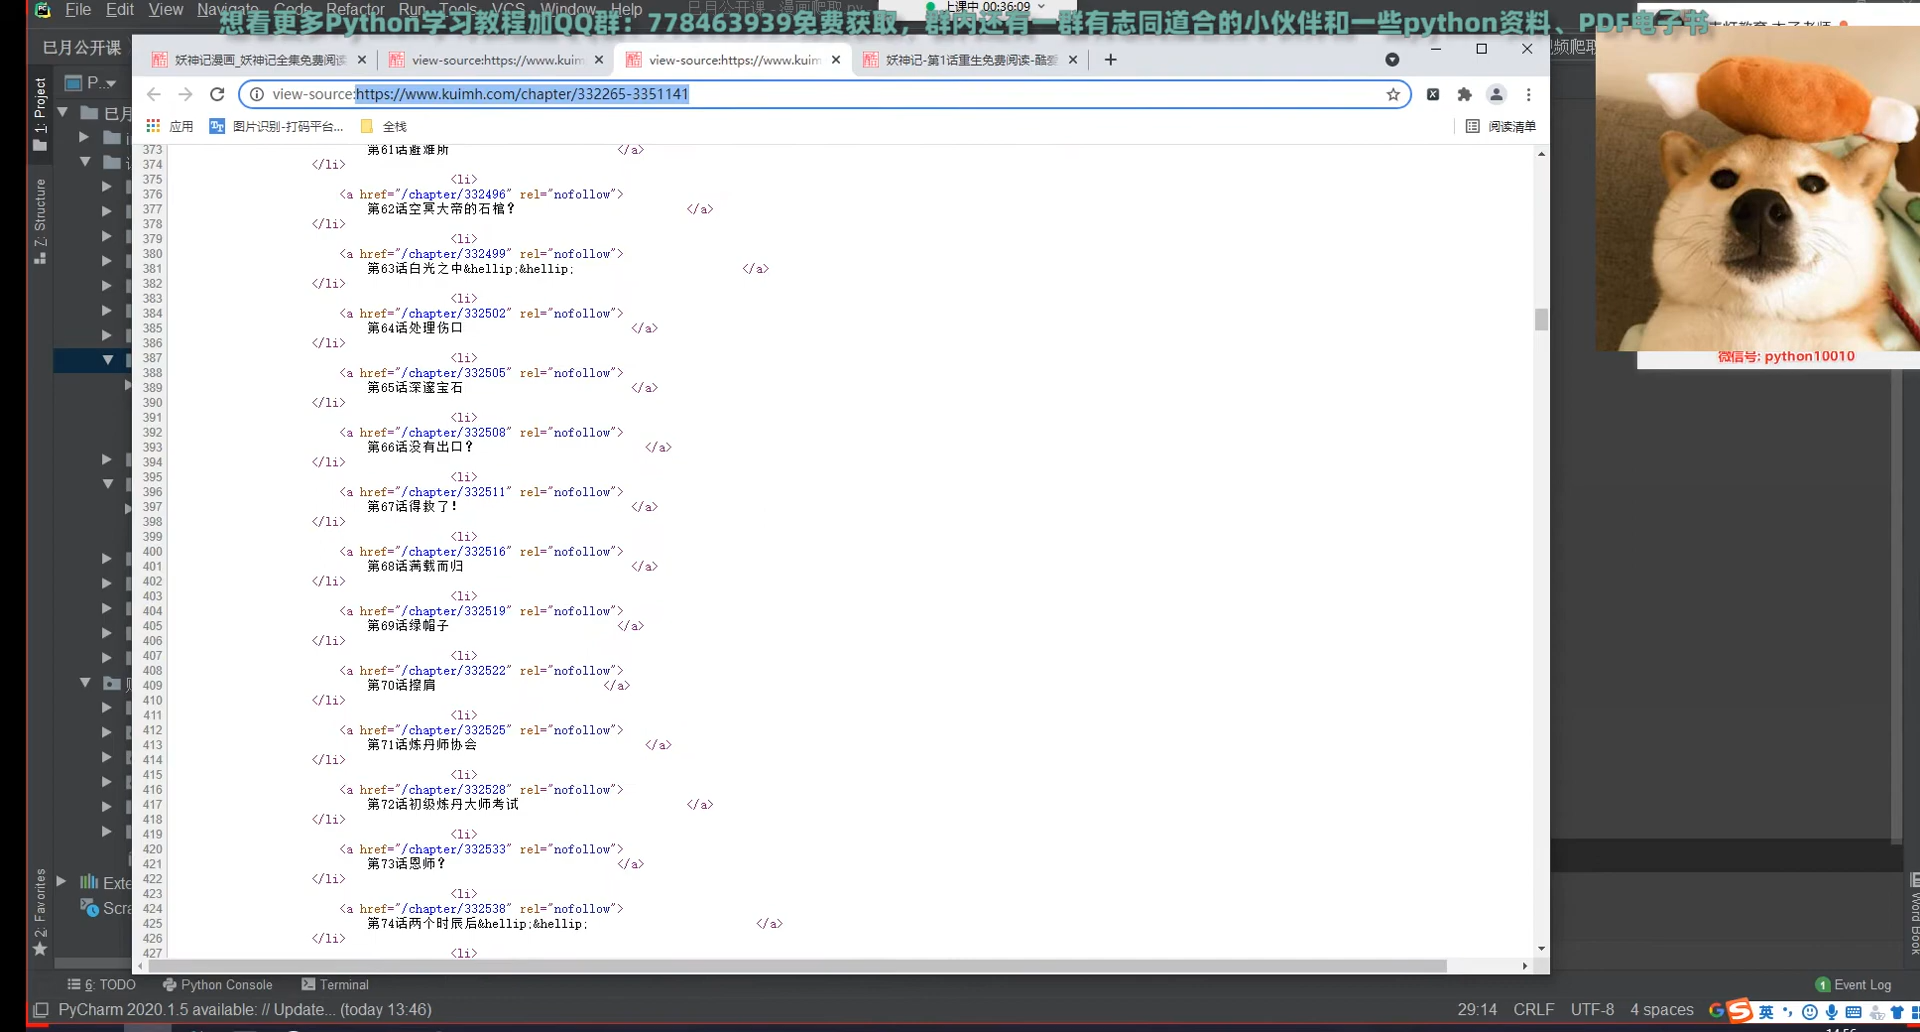 File Edit View Navigate Code Refactor Run Tools VCS Window Help
上课中 00:36:09
想看更多Python学习教程加QQ群：778463939免费获取，群内还有一群有志同道合的小伙伴和一些python资料、PDF电子书
巳月公开课
妖神记漫画_妖神记全集免费阅读
view-source:https://www.kuim
view-source:https://www.kuim
妖神记-第1话重生免费阅读-酷爱
view-source:https://www.kuimh.com/chapter/332265-3351141
应用 图片识别-打码平台... 全栈 阅读清单
373 第61话避难所 </a>
374 </li>
375 <li>
376 <a href="/chapter/332496" rel="nofollow">
377 第62话空冥大帝的石棺？ </a>
378 </li>
379 <li>
380 <a href="/chapter/332499" rel="nofollow">
381 第63话白光之中&hellip;&hellip; </a>
382 </li>
383 <li>
384 <a href="/chapter/332502" rel="nofollow">
385 第64话处理伤口 </a>
386 </li>
387 <li>
388 <a href="/chapter/332505" rel="nofollow">
389 第65话深邃宝石 </a>
390 </li>
391 <li>
392 <a href="/chapter/332508" rel="nofollow">
393 第66话没有出口？ </a>
394 </li>
395 <li>
396 <a href="/chapter/332511" rel="nofollow">
397 第67话得救了！ </a>
398 </li>
399 <li>
400 <a href="/chapter/332516" rel="nofollow">
401 第68话满载而归 </a>
402 </li>
403 <li>
404 <a href="/chapter/332519" rel="nofollow">
405 第69话绿帽子 </a>
406 </li>
407 <li>
408 <a href="/chapter/332522" rel="nofollow">
409 第70话擦肩 </a>
410 </li>
411 <li>
412 <a href="/chapter/332525" rel="nofollow">
413 第71话炼丹师协会 </a>
414 </li>
415 <li>
416 <a href="/chapter/332528" rel="nofollow">
417 第72话初级炼丹大师考试 </a>
418 </li>
419 <li>
420 <a href="/chapter/332533" rel="nofollow">
421 第73话恩师？ </a>
422 </li>
423 <li>
424 <a href="/chapter/332538" rel="nofollow">
425 第74话两个时辰后&hellip;&hellip; </a>
426 </li>
427 <li>
微信号: python10010
1: Project
P...
Z: Structure
2: Favorites
Exte
Scra
Word Book
6: TODO Python Console Terminal 1 Event Log
PyCharm 2020.1.5 available: // Update... (today 13:46) 29:14 CRLF UTF-8 4 spaces 英